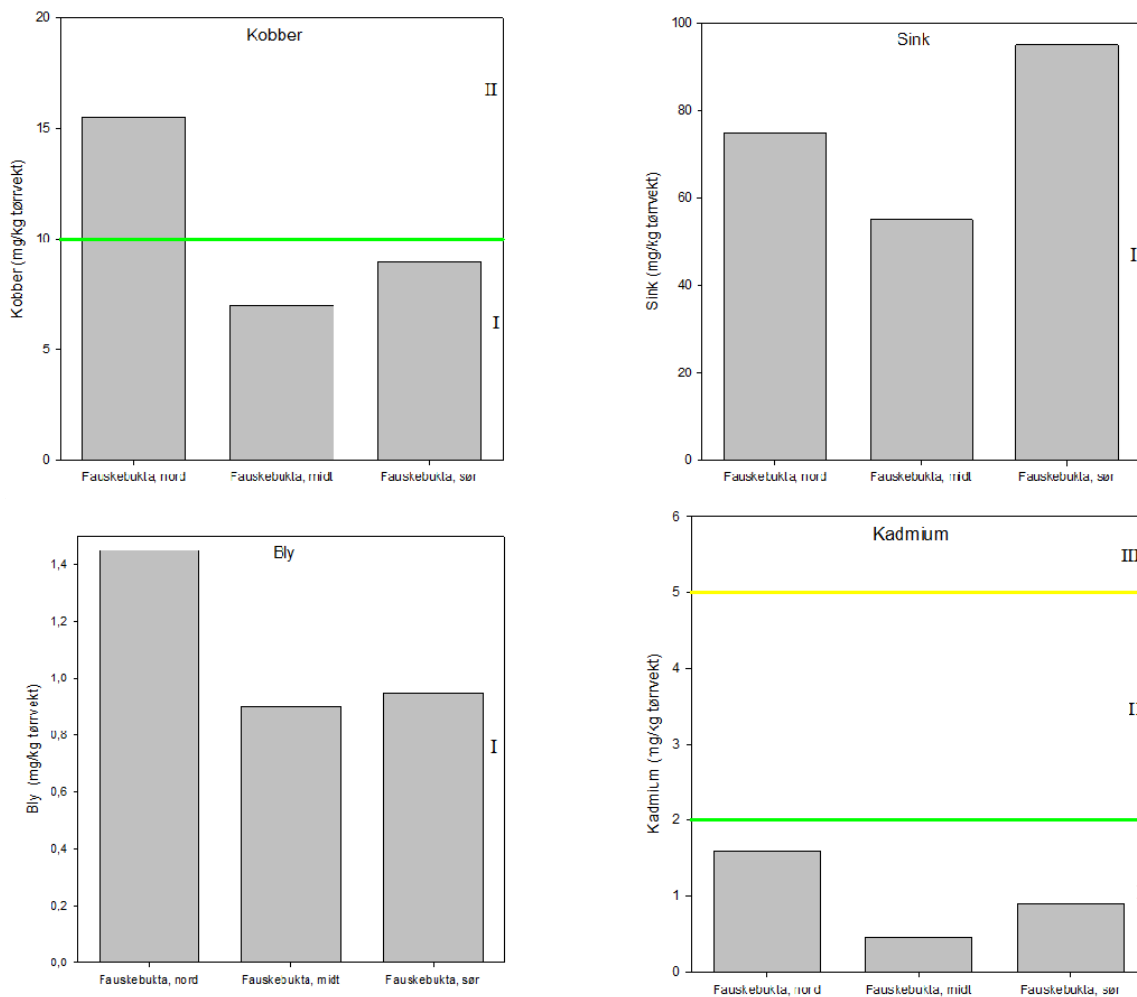 Kobber
20
15
10
5
0
Kobber (mg/kg tørrvekt)
II
I
Fauskebukta, nord
Fauskebukta, midt
Fauskebukta, sør
Sink
100
80
60
40
20
0
Sink (mg/kg tørrvekt)
I
Fauskebukta, nord
Fauskebukta, midt
Fauskebukta, sør
Bly
1,4
1,2
1,0
0,8
0,6
0,4
0,2
0,0
Bly (mg/kg tørrvekt)
I
Fauskebukta, nord
Fauskebukta, midt
Fauskebukta, sør
Kadmium
6
5
4
3
2
1
0
Kadmium (mg/kg tørrvekt)
III
II
Fauskebukta, nord
Fauskebukta, midt
Fauskebukta, sør